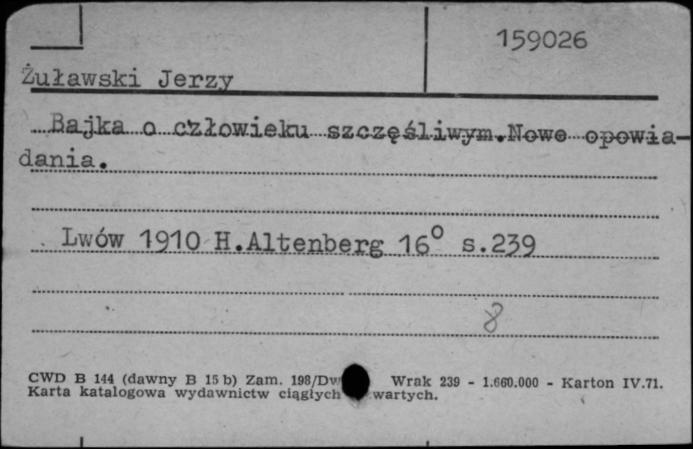 159026
Żuławski Jerzy
Bajka o człowieku szczęśliwym.Nowe opowia-
dania.
Lwów 1910 H.Altenberg 16° s.239
8
CWD B 144 (dawny B 15 b) Zam. 198/Dw Wrak 239 - 1.660.000 - Karton IV.71.
Karta katalogowa wydawnictw ciągłych wartych.